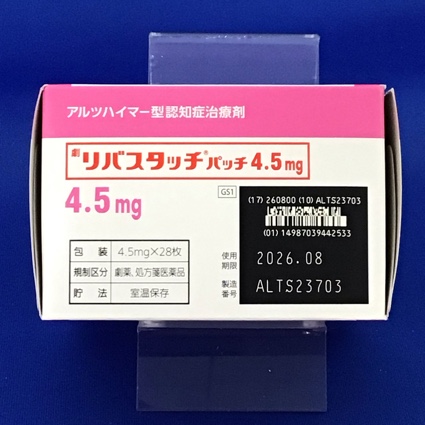 アルツハイマー型認知症治療剤
劇 リバスタッチ®パッチ4.5mg
4.5mg
GS1
(17) 260800 (10) ALTS23703
(01) 14987039442533
包 装 4.5mg×28枚
規制区分 劇薬、処方箋医薬品
貯 法 室温保存
使用期限 2026.08
製造番号 ALTS23703